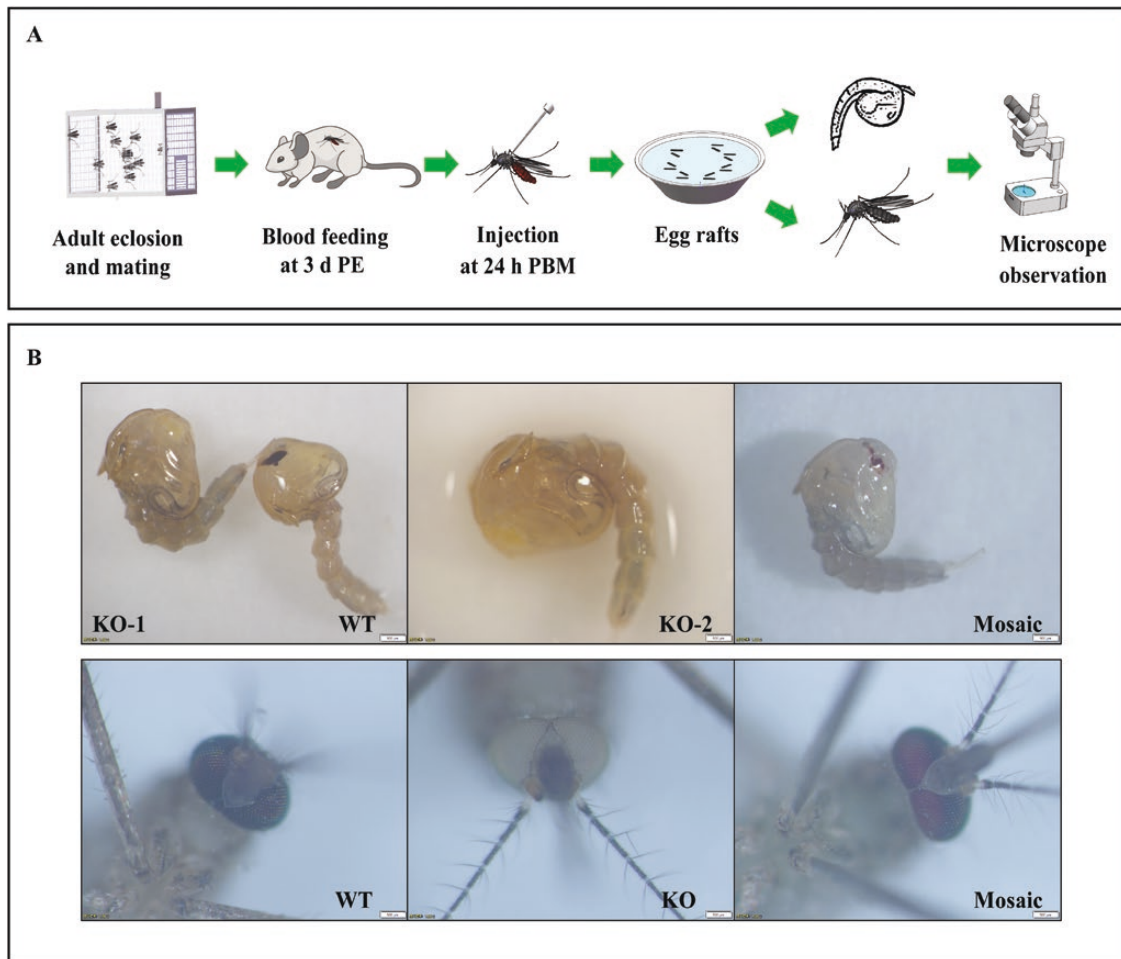 A
Adult eclosion
and mating
Blood feeding
at 3 d PE
Injection
at 24 h PBM
Egg rafts
Microscope
observation
B
KO-1
WT
KO-2
Mosaic
WT
KO
Mosaic